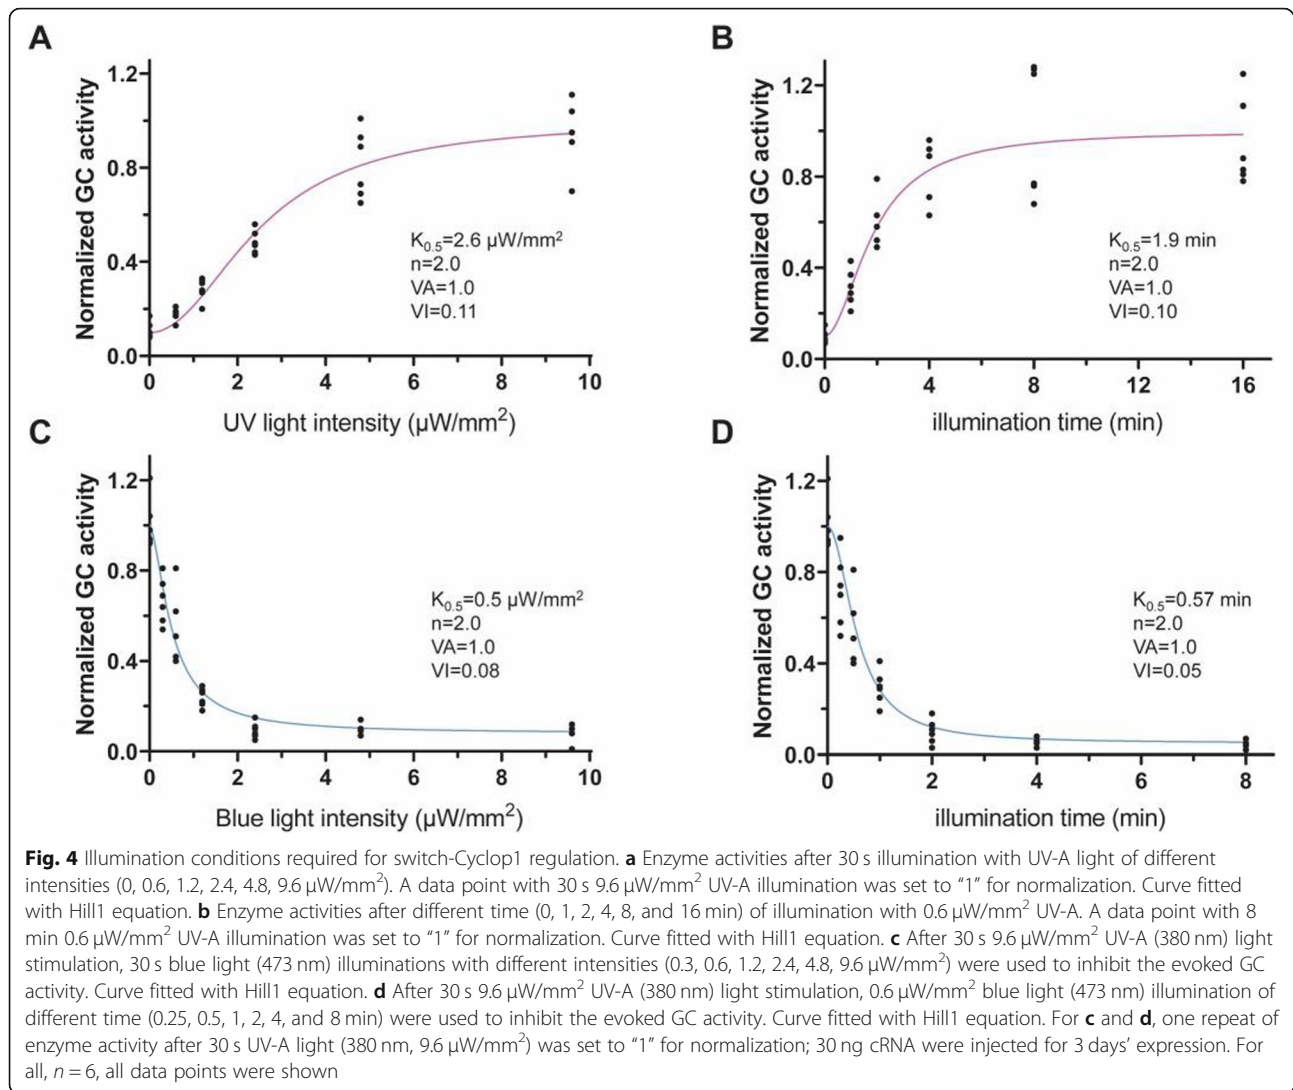 A
Normalized GC activity
1.2
0.8
0.4
0.0
0 2 4 6 8 10
UV light intensity (µW/mm²)
K0.5=2.6 µW/mm²
n=2.0
VA=1.0
VI=0.11
B
Normalized GC activity
1.2
0.8
0.4
0.0
0 4 8 12 16
illumination time (min)
K0.5=1.9 min
n=2.0
VA=1.0
VI=0.10
C
Normalized GC activity
1.2
0.8
0.4
0.0
0 2 4 6 8 10
Blue light intensity (µW/mm²)
K0.5=0.5 µW/mm²
n=2.0
VA=1.0
VI=0.08
D
Normalized GC activity
1.2
0.8
0.4
0.0
0 2 4 6 8
illumination time (min)
K0.5=0.57 min
n=2.0
VA=1.0
VI=0.05
Fig. 4 Illumination conditions required for switch-Cyclop1 regulation. a Enzyme activities after 30 s illumination with UV-A light of different
intensities (0, 0.6, 1.2, 2.4, 4.8, 9.6 µW/mm²). A data point with 30 s 9.6 µW/mm² UV-A illumination was set to “1” for normalization. Curve fitted
with Hill1 equation. b Enzyme activities after different time (0, 1, 2, 4, 8, and 16 min) of illumination with 0.6 µW/mm² UV-A. A data point with 8
min 0.6 µW/mm² UV-A illumination was set to “1” for normalization. Curve fitted with Hill1 equation. c After 30 s 9.6 µW/mm² UV-A (380 nm) light
stimulation, 30 s blue light (473 nm) illuminations with different intensities (0.3, 0.6, 1.2, 2.4, 4.8, 9.6 µW/mm²) were used to inhibit the evoked GC
activity. Curve fitted with Hill1 equation. d After 30 s 9.6 µW/mm² UV-A (380 nm) light stimulation, 0.6 µW/mm² blue light (473 nm) illumination of
different time (0.25, 0.5, 1, 2, 4, and 8 min) were used to inhibit the evoked GC activity. Curve fitted with Hill1 equation. For c and d, one repeat of
enzyme activity after 30 s UV-A light (380 nm, 9.6 µW/mm²) was set to “1” for normalization; 30 ng cRNA were injected for 3 days’ expression. For
all, n = 6, all data points were shown